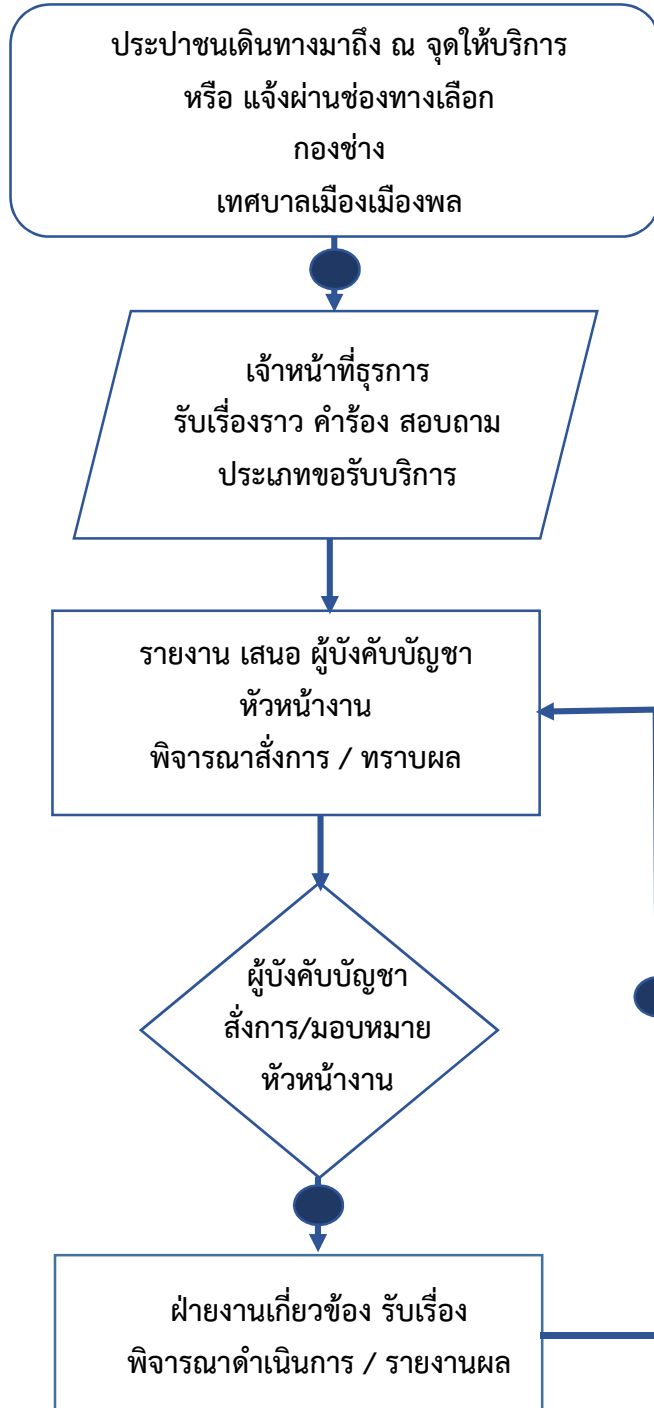 ประปาชนเดินทางมาถึง ณ จุดให้บริการ
หรือ แจ้งผ่านช่องทางเลือก
กองช่าง
เทศบาลเมืองเมืองพล
เจ้าหน้าที่ธุรการ
รับเรื่องราว คำร้อง สอบถาม
ประเภทขอรับบริการ
รายงาน เสนอ ผู้บังคับบัญชา
หัวหน้างาน
พิจารณาสั่งการ / ทราบผล
ผู้บังคับบัญชา
สั่งการ/มอบหมาย
หัวหน้างาน
ฝ่ายงานเกี่ยวข้อง รับเรื่อง
พิจารณาดำเนินการ / รายงานผล